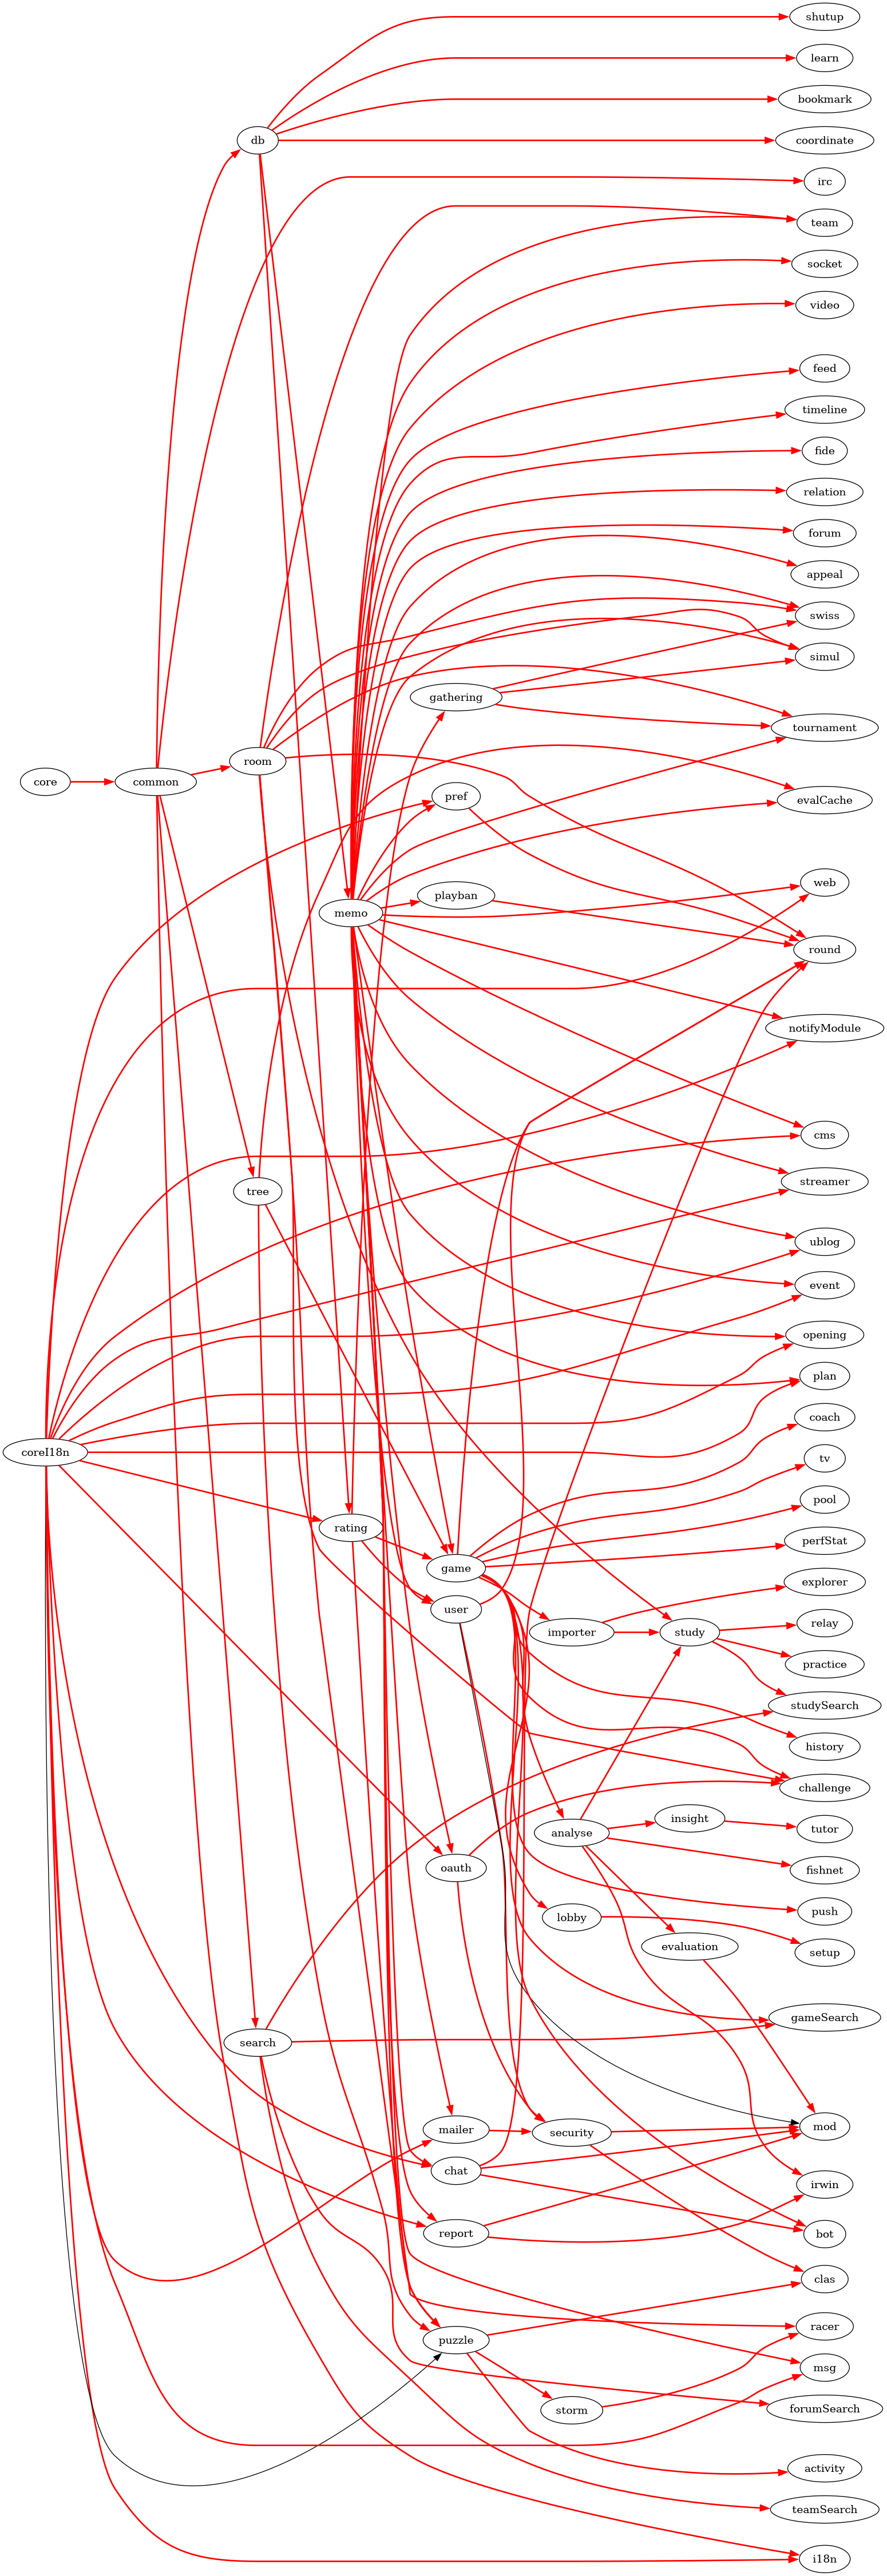 shutup
learn
bookmark
db
coordinate
irc
team
socket
video
feed
timeline
fide
relation
forum
appeal
swiss
simul
gathering
tournament
room
core
common
pref
evalCache
web
playban
memo
round
notifyModule
cms
streamer
tree
ublog
event
opening
plan
coach
coreI18n
tv
pool
rating
perfStat
game
explorer
user
relay
importer
study
practice
studySearch
history
challenge
insight
tutor
analyse
oauth
fishnet
push
lobby
evaluation
setup
gameSearch
search
mod
mailer
security
chat
irwin
report
bot
clas
racer
puzzle
msg
storm
forumSearch
activity
teamSearch
i18n